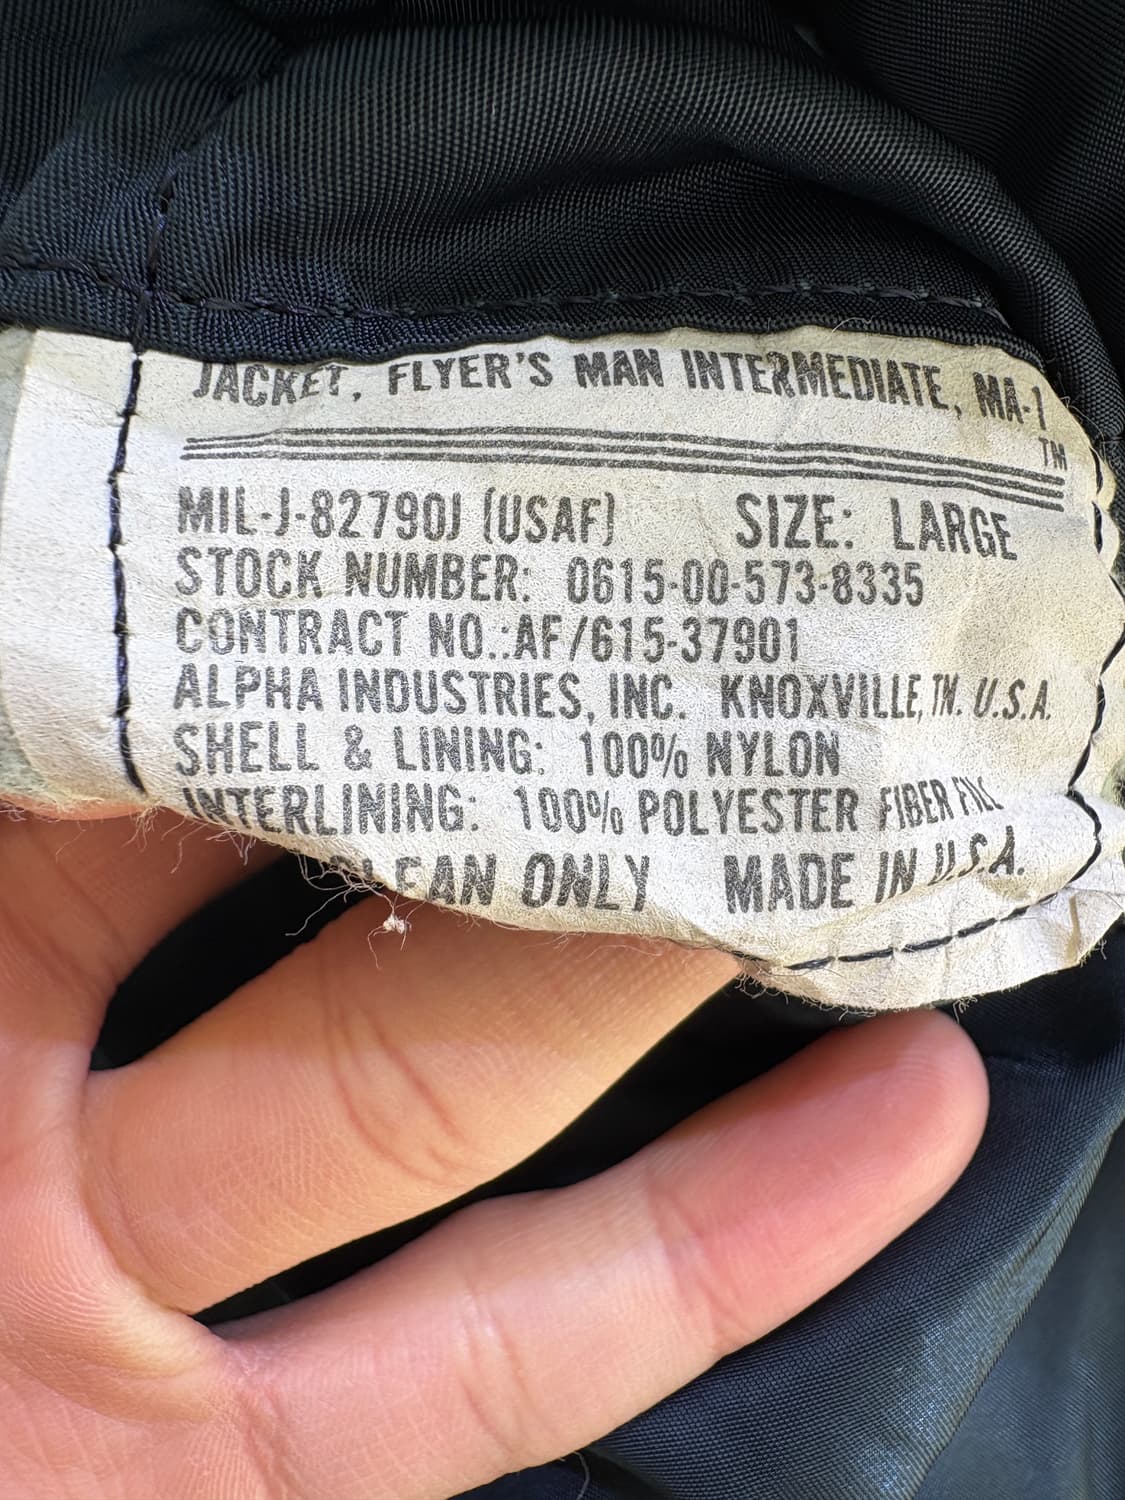 JACKET, FLYER'S MAN INTERMEDIATE, MA-1
TM
MIL-J-82790J (USAF) SIZE: LARGE
STOCK NUMBER: 0615-00-573-8335
CONTRACT NO.:AF/615-37901
ALPHA INDUSTRIES, INC. KNOXVILLE, TN. U.S.A.
SHELL & LINING: 100% NYLON
INTERLINING: 100% POLYESTER FIBER FILL
CLEAN ONLY MADE IN U.S.A.